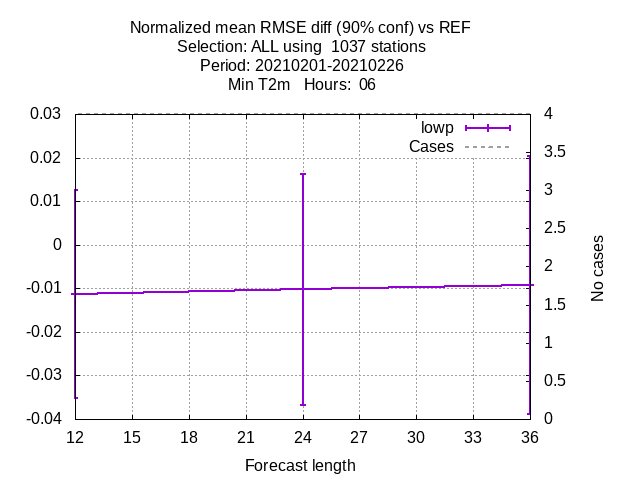 Normalized mean RMSE diff (90% conf) vs REF
Selection: ALL using  1037 stations
Period: 20210201-20210226
Min T2m   Hours:  06
lowp
Cases
0.03
0.02
0.01
0
-0.01
-0.02
-0.03
-0.04
4
3.5
3
2.5
2
1.5
1
0.5
0
No cases
12 15 18 21 24 27 30 33 36
Forecast length